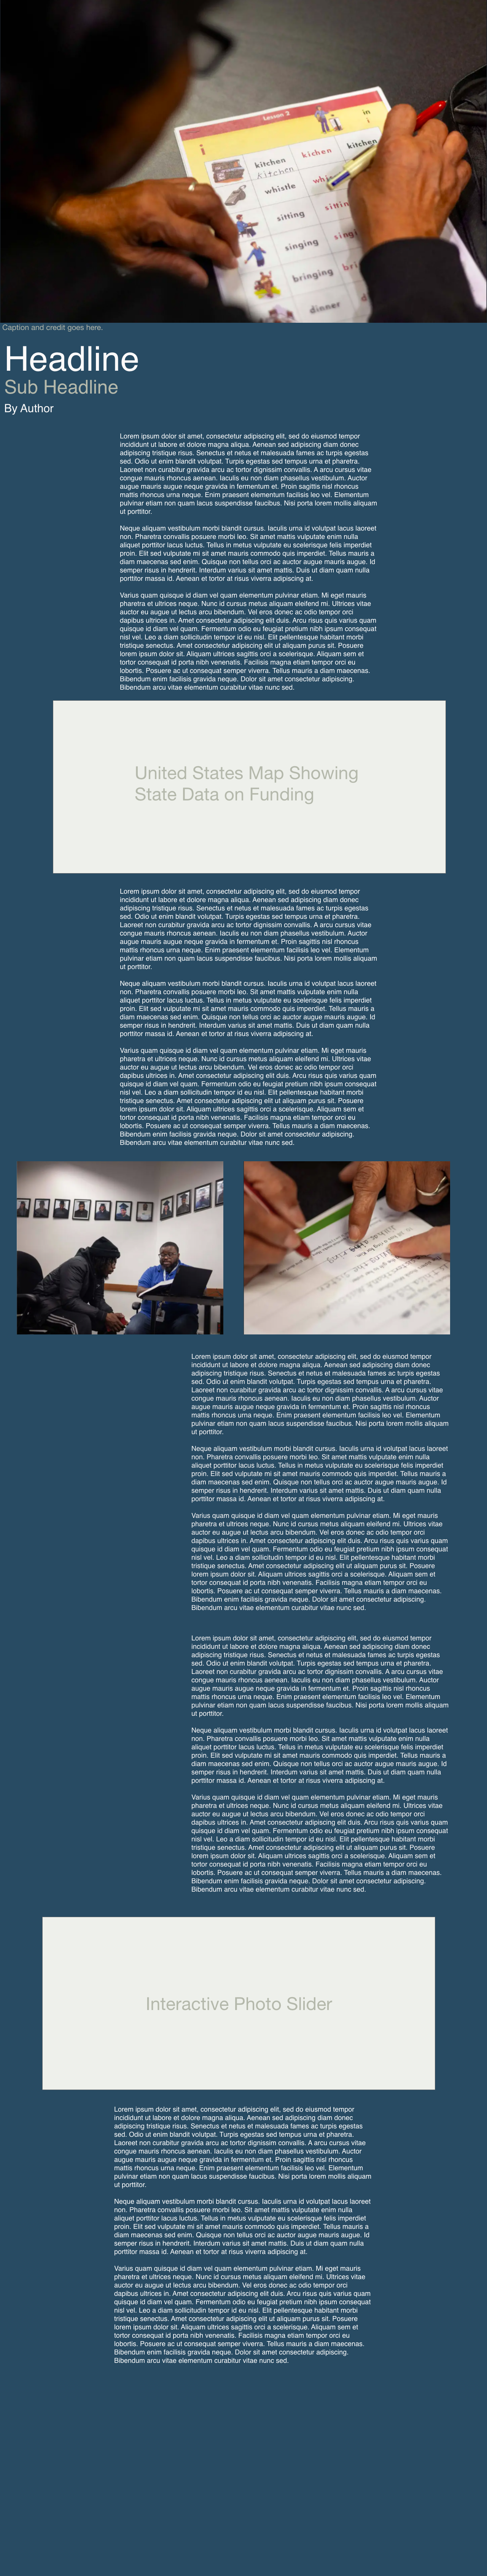 Lesson 2
i
in
kitchen
kichen
kitchen
Kitchen
whistle
sitting
singing
bringing
dinner
Caption and credit goes here.
Headline
Sub Headline
By Author
Lorem ipsum dolor sit amet, consectetur adipiscing elit, sed do eiusmod tempor
incididunt ut labore et dolore magna aliqua. Aenean sed adipiscing diam donec
adipiscing tristique risus. Senectus et netus et malesuada fames ac turpis egestas
sed. Odio ut enim blandit volutpat. Turpis egestas sed tempus urna et pharetra.
Laoreet non curabitur gravida arcu ac tortor dignissim convallis. A arcu cursus vitae
congue mauris rhoncus aenean. Iaculis eu non diam phasellus vestibulum. Auctor
augue mauris augue neque gravida in fermentum et. Proin sagittis nisl rhoncus
mattis rhoncus urna neque. Enim praesent elementum facilisis leo vel. Elementum
pulvinar etiam non quam lacus suspendisse faucibus. Nisi porta lorem mollis aliquam
ut porttitor.
Neque aliquam vestibulum morbi blandit cursus. Iaculis urna id volutpat lacus laoreet
non. Pharetra convallis posuere morbi leo. Sit amet mattis vulputate enim nulla
aliquet porttitor lacus luctus. Tellus in metus vulputate eu scelerisque felis imperdiet
proin. Elit sed vulputate mi sit amet mauris commodo quis imperdiet. Tellus mauris a
diam maecenas sed enim. Quisque non tellus orci ac auctor augue mauris augue. Id
semper risus in hendrerit. Interdum varius sit amet mattis. Duis ut diam quam nulla
porttitor massa id. Aenean et tortor at risus viverra adipiscing at.
Varius quam quisque id diam vel quam elementum pulvinar etiam. Mi eget mauris
pharetra et ultrices neque. Nunc id cursus metus aliquam eleifend mi. Ultrices vitae
auctor eu augue ut lectus arcu bibendum. Vel eros donec ac odio tempor orci
dapibus ultrices in. Amet consectetur adipiscing elit duis. Arcu risus quis varius quam
quisque id diam vel quam. Fermentum odio eu feugiat pretium nibh ipsum consequat
nisl vel. Leo a diam sollicitudin tempor id eu nisl. Elit pellentesque habitant morbi
tristique senectus. Amet consectetur adipiscing elit ut aliquam purus sit. Posuere
lorem ipsum dolor sit. Aliquam ultrices sagittis orci a scelerisque. Aliquam sem et
tortor consequat id porta nibh venenatis. Facilisis magna etiam tempor orci eu
lobortis. Posuere ac ut consequat semper viverra. Tellus mauris a diam maecenas.
Bibendum enim facilisis gravida neque. Dolor sit amet consectetur adipiscing.
Bibendum arcu vitae elementum curabitur vitae nunc sed.
United States Map Showing
State Data on Funding
Lorem ipsum dolor sit amet, consectetur adipiscing elit, sed do eiusmod tempor
incididunt ut labore et dolore magna aliqua. Aenean sed adipiscing diam donec
adipiscing tristique risus. Senectus et netus et malesuada fames ac turpis egestas
sed. Odio ut enim blandit volutpat. Turpis egestas sed tempus urna et pharetra.
Laoreet non curabitur gravida arcu ac tortor dignissim convallis. A arcu cursus vitae
congue mauris rhoncus aenean. Iaculis eu non diam phasellus vestibulum. Auctor
augue mauris augue neque gravida in fermentum et. Proin sagittis nisl rhoncus
mattis rhoncus urna neque. Enim praesent elementum facilisis leo vel. Elementum
pulvinar etiam non quam lacus suspendisse faucibus. Nisi porta lorem mollis aliquam
ut porttitor.
Neque aliquam vestibulum morbi blandit cursus. Iaculis urna id volutpat lacus laoreet
non. Pharetra convallis posuere morbi leo. Sit amet mattis vulputate enim nulla
aliquet porttitor lacus luctus. Tellus in metus vulputate eu scelerisque felis imperdiet
proin. Elit sed vulputate mi sit amet mauris commodo quis imperdiet. Tellus mauris a
diam maecenas sed enim. Quisque non tellus orci ac auctor augue mauris augue. Id
semper risus in hendrerit. Interdum varius sit amet mattis. Duis ut diam quam nulla
porttitor massa id. Aenean et tortor at risus viverra adipiscing at.
Varius quam quisque id diam vel quam elementum pulvinar etiam. Mi eget mauris
pharetra et ultrices neque. Nunc id cursus metus aliquam eleifend mi. Ultrices vitae
auctor eu augue ut lectus arcu bibendum. Vel eros donec ac odio tempor orci
dapibus ultrices in. Amet consectetur adipiscing elit duis. Arcu risus quis varius quam
quisque id diam vel quam. Fermentum odio eu feugiat pretium nibh ipsum consequat
nisl vel. Leo a diam sollicitudin tempor id eu nisl. Elit pellentesque habitant morbi
tristique senectus. Amet consectetur adipiscing elit ut aliquam purus sit. Posuere
lorem ipsum dolor sit. Aliquam ultrices sagittis orci a scelerisque. Aliquam sem et
tortor consequat id porta nibh venenatis. Facilisis magna etiam tempor orci eu
lobortis. Posuere ac ut consequat semper viverra. Tellus mauris a diam maecenas.
Bibendum enim facilisis gravida neque. Dolor sit amet consectetur adipiscing.
Bibendum arcu vitae elementum curabitur vitae nunc sed.
Lorem ipsum dolor sit amet, consectetur adipiscing elit, sed do eiusmod tempor
incididunt ut labore et dolore magna aliqua. Aenean sed adipiscing diam donec
adipiscing tristique risus. Senectus et netus et malesuada fames ac turpis egestas
sed. Odio ut enim blandit volutpat. Turpis egestas sed tempus urna et pharetra.
Laoreet non curabitur gravida arcu ac tortor dignissim convallis. A arcu cursus vitae
congue mauris rhoncus aenean. Iaculis eu non diam phasellus vestibulum. Auctor
augue mauris augue neque gravida in fermentum et. Proin sagittis nisl rhoncus
mattis rhoncus urna neque. Enim praesent elementum facilisis leo vel. Elementum
pulvinar etiam non quam lacus suspendisse faucibus. Nisi porta lorem mollis aliquam
ut porttitor.
Neque aliquam vestibulum morbi blandit cursus. Iaculis urna id volutpat lacus laoreet
non. Pharetra convallis posuere morbi leo. Sit amet mattis vulputate enim nulla
aliquet porttitor lacus luctus. Tellus in metus vulputate eu scelerisque felis imperdiet
proin. Elit sed vulputate mi sit amet mauris commodo quis imperdiet. Tellus mauris a
diam maecenas sed enim. Quisque non tellus orci ac auctor augue mauris augue. Id
semper risus in hendrerit. Interdum varius sit amet mattis. Duis ut diam quam nulla
porttitor massa id. Aenean et tortor at risus viverra adipiscing at.
Varius quam quisque id diam vel quam elementum pulvinar etiam. Mi eget mauris
pharetra et ultrices neque. Nunc id cursus metus aliquam eleifend mi. Ultrices vitae
auctor eu augue ut lectus arcu bibendum. Vel eros donec ac odio tempor orci
dapibus ultrices in. Amet consectetur adipiscing elit duis. Arcu risus quis varius quam
quisque id diam vel quam. Fermentum odio eu feugiat pretium nibh ipsum consequat
nisl vel. Leo a diam sollicitudin tempor id eu nisl. Elit pellentesque habitant morbi
tristique senectus. Amet consectetur adipiscing elit ut aliquam purus sit. Posuere
lorem ipsum dolor sit. Aliquam ultrices sagittis orci a scelerisque. Aliquam sem et
tortor consequat id porta nibh venenatis. Facilisis magna etiam tempor orci eu
lobortis. Posuere ac ut consequat semper viverra. Tellus mauris a diam maecenas.
Bibendum enim facilisis gravida neque. Dolor sit amet consectetur adipiscing.
Bibendum arcu vitae elementum curabitur vitae nunc sed.
Lorem ipsum dolor sit amet, consectetur adipiscing elit, sed do eiusmod tempor
incididunt ut labore et dolore magna aliqua. Aenean sed adipiscing diam donec
adipiscing tristique risus. Senectus et netus et malesuada fames ac turpis egestas
sed. Odio ut enim blandit volutpat. Turpis egestas sed tempus urna et pharetra.
Laoreet non curabitur gravida arcu ac tortor dignissim convallis. A arcu cursus vitae
congue mauris rhoncus aenean. Iaculis eu non diam phasellus vestibulum. Auctor
augue mauris augue neque gravida in fermentum et. Proin sagittis nisl rhoncus
mattis rhoncus urna neque. Enim praesent elementum facilisis leo vel. Elementum
pulvinar etiam non quam lacus suspendisse faucibus. Nisi porta lorem mollis aliquam
ut porttitor.
Neque aliquam vestibulum morbi blandit cursus. Iaculis urna id volutpat lacus laoreet
non. Pharetra convallis posuere morbi leo. Sit amet mattis vulputate enim nulla
aliquet porttitor lacus luctus. Tellus in metus vulputate eu scelerisque felis imperdiet
proin. Elit sed vulputate mi sit amet mauris commodo quis imperdiet. Tellus mauris a
diam maecenas sed enim. Quisque non tellus orci ac auctor augue mauris augue. Id
semper risus in hendrerit. Interdum varius sit amet mattis. Duis ut diam quam nulla
porttitor massa id. Aenean et tortor at risus viverra adipiscing at.
Varius quam quisque id diam vel quam elementum pulvinar etiam. Mi eget mauris
pharetra et ultrices neque. Nunc id cursus metus aliquam eleifend mi. Ultrices vitae
auctor eu augue ut lectus arcu bibendum. Vel eros donec ac odio tempor orci
dapibus ultrices in. Amet consectetur adipiscing elit duis. Arcu risus quis varius quam
quisque id diam vel quam. Fermentum odio eu feugiat pretium nibh ipsum consequat
nisl vel. Leo a diam sollicitudin tempor id eu nisl. Elit pellentesque habitant morbi
tristique senectus. Amet consectetur adipiscing elit ut aliquam purus sit. Posuere
lorem ipsum dolor sit. Aliquam ultrices sagittis orci a scelerisque. Aliquam sem et
tortor consequat id porta nibh venenatis. Facilisis magna etiam tempor orci eu
lobortis. Posuere ac ut consequat semper viverra. Tellus mauris a diam maecenas.
Bibendum enim facilisis gravida neque. Dolor sit amet consectetur adipiscing.
Bibendum arcu vitae elementum curabitur vitae nunc sed.
Interactive Photo Slider
Lorem ipsum dolor sit amet, consectetur adipiscing elit, sed do eiusmod tempor
incididunt ut labore et dolore magna aliqua. Aenean sed adipiscing diam donec
adipiscing tristique risus. Senectus et netus et malesuada fames ac turpis egestas
sed. Odio ut enim blandit volutpat. Turpis egestas sed tempus urna et pharetra.
Laoreet non curabitur gravida arcu ac tortor dignissim convallis. A arcu cursus vitae
congue mauris rhoncus aenean. Iaculis eu non diam phasellus vestibulum. Auctor
augue mauris augue neque gravida in fermentum et. Proin sagittis nisl rhoncus
mattis rhoncus urna neque. Enim praesent elementum facilisis leo vel. Elementum
pulvinar etiam non quam lacus suspendisse faucibus. Nisi porta lorem mollis aliquam
ut porttitor.
Neque aliquam vestibulum morbi blandit cursus. Iaculis urna id volutpat lacus laoreet
non. Pharetra convallis posuere morbi leo. Sit amet mattis vulputate enim nulla
aliquet porttitor lacus luctus. Tellus in metus vulputate eu scelerisque felis imperdiet
proin. Elit sed vulputate mi sit amet mauris commodo quis imperdiet. Tellus mauris a
diam maecenas sed enim. Quisque non tellus orci ac auctor augue mauris augue. Id
semper risus in hendrerit. Interdum varius sit amet mattis. Duis ut diam quam nulla
porttitor massa id. Aenean et tortor at risus viverra adipiscing at.
Varius quam quisque id diam vel quam elementum pulvinar etiam. Mi eget mauris
pharetra et ultrices neque. Nunc id cursus metus aliquam eleifend mi. Ultrices vitae
auctor eu augue ut lectus arcu bibendum. Vel eros donec ac odio tempor orci
dapibus ultrices in. Amet consectetur adipiscing elit duis. Arcu risus quis varius quam
quisque id diam vel quam. Fermentum odio eu feugiat pretium nibh ipsum consequat
nisl vel. Leo a diam sollicitudin tempor id eu nisl. Elit pellentesque habitant morbi
tristique senectus. Amet consectetur adipiscing elit ut aliquam purus sit. Posuere
lorem ipsum dolor sit. Aliquam ultrices sagittis orci a scelerisque. Aliquam sem et
tortor consequat id porta nibh venenatis. Facilisis magna etiam tempor orci eu
lobortis. Posuere ac ut consequat semper viverra. Tellus mauris a diam maecenas.
Bibendum enim facilisis gravida neque. Dolor sit amet consectetur adipiscing.
Bibendum arcu vitae elementum curabitur vitae nunc sed.